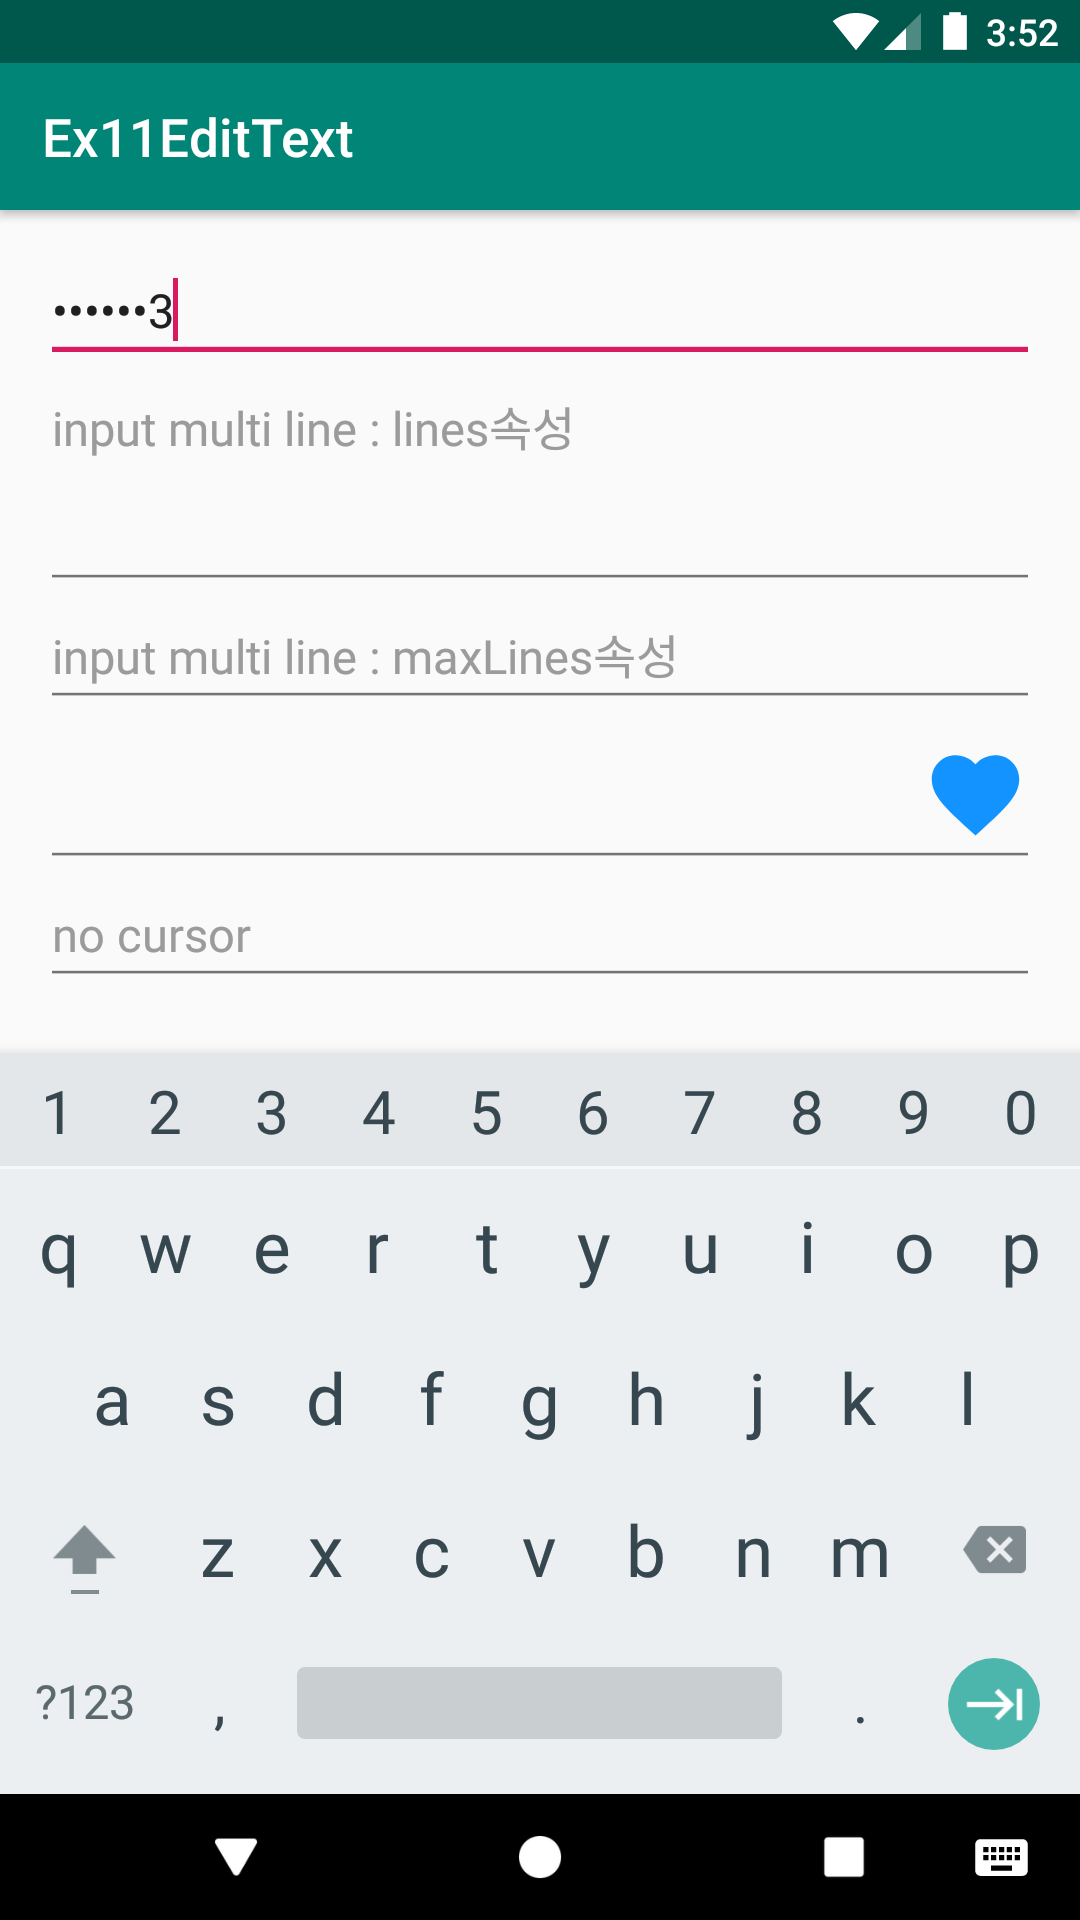 3:52
Ex11EditText
••••••3
input multi line : lines속성
input multi line : maxLines속성
no cursor
1 2 3 4 5 6 7 8 9 0
q w e r t y u i o p
a s d f g h j k l
z x c v b n m
?123 , .